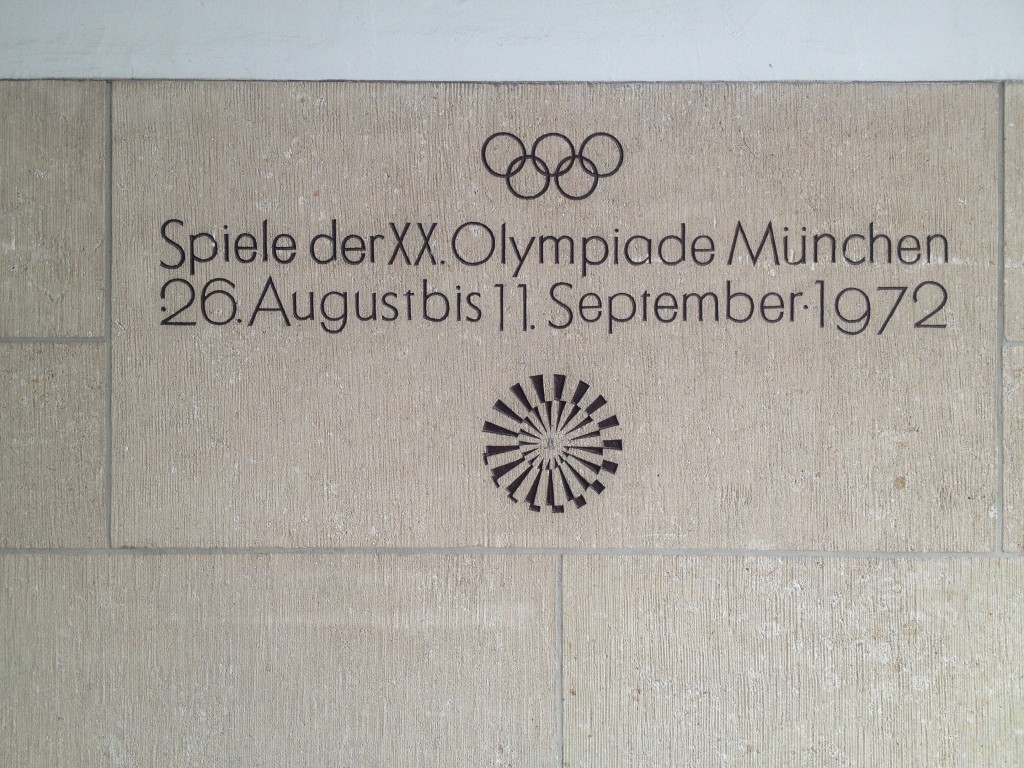 Spiele der XX. Olympiade München
·26. August bis 11. September·1972